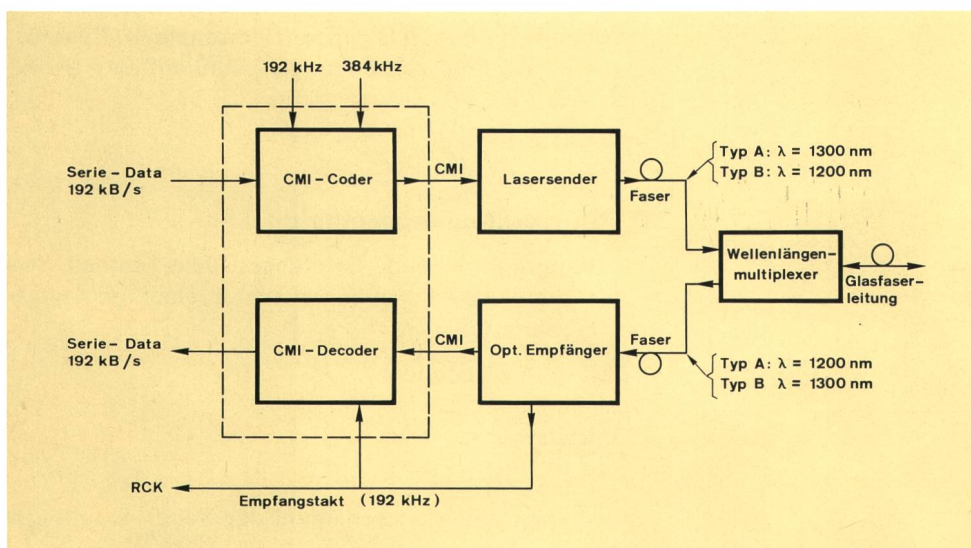 192 kHz
384 kHz
Serie-Data
192 kB/s
CMI-Coder
CMI
Lasersender
Faser
Typ A: λ = 1300 nm
Typ B: λ = 1200 nm
Wellenlängen-
multiplexer
Glasfaser-
leitung
Serie-Data
192 kB/s
CMI-Decoder
CMI
Opt. Empfänger
Faser
Typ A: λ = 1200 nm
Typ B λ = 1300 nm
RCK
Empfangstakt (192 kHz)